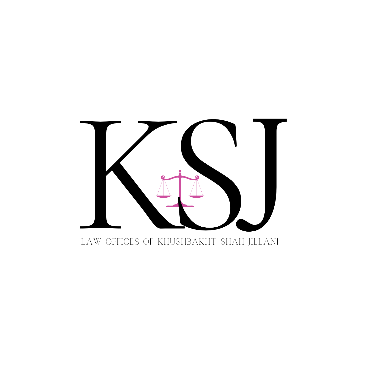 KSJ
LAW OFFICES OF KHUSHBAKHT SHAH JILLANI